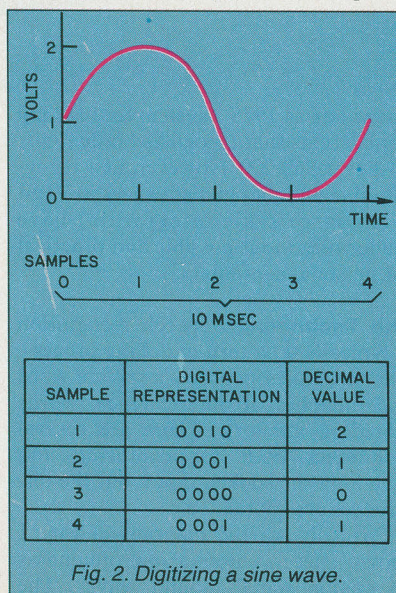 2
VOLTS
1
0
TIME
SAMPLES
0 1 2 3 4
10 MSEC
SAMPLE DIGITAL REPRESENTATION DECIMAL VALUE
1 0010 2
2 0001 1
3 0000 0
4 0001 1
Fig. 2. Digitizing a sine wave.